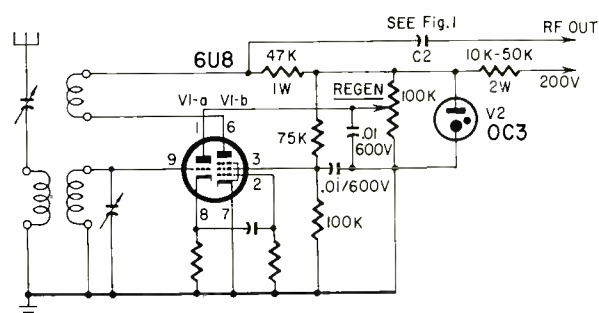 SEE Fig.1
RF OUT
C2
6U8
47K
1W
10K-50K
2W
200V
V1-a V1-b
REGEN
100K
1
6
75K
.01
600V
V2
OC3
9
3
2
.01/600V
8
7
100K